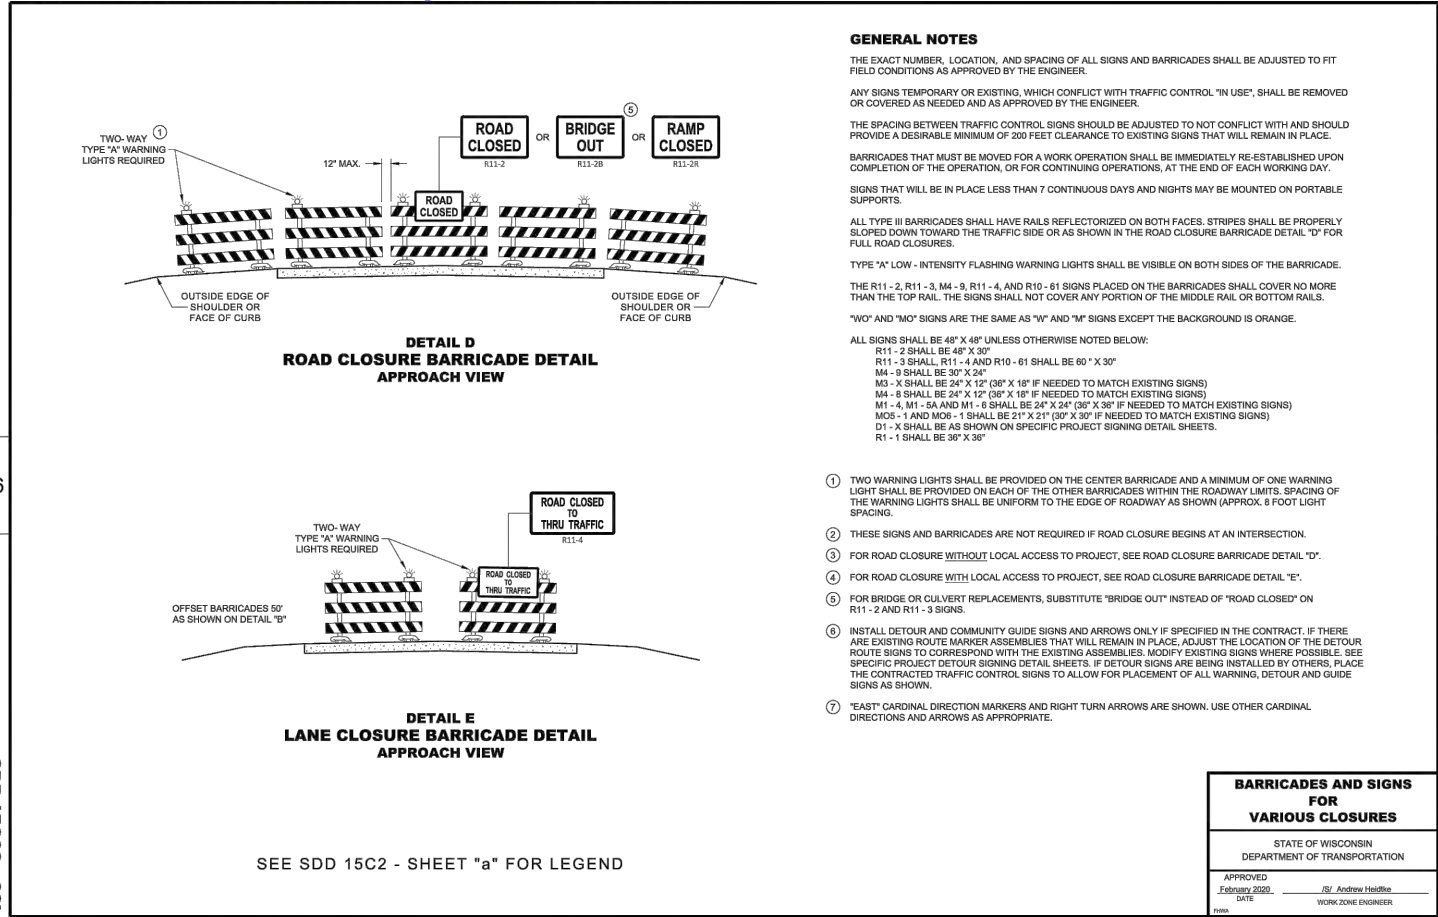 TWO- WAY
TYPE "A" WARNING
LIGHTS REQUIRED
1
12" MAX.
ROAD
CLOSED
R11-2
OR
5
BRIDGE
OUT
R11-2B
OR
RAMP
CLOSED
R11-2R
ROAD
CLOSED
OUTSIDE EDGE OF
SHOULDER OR
FACE OF CURB
OUTSIDE EDGE OF
SHOULDER OR
FACE OF CURB
DETAIL D
ROAD CLOSURE BARRICADE DETAIL
APPROACH VIEW
TWO- WAY
TYPE "A" WARNING
LIGHTS REQUIRED
ROAD CLOSED
TO
THRU TRAFFIC
R11-4
ROAD CLOSED
TO
THRU TRAFFIC
OFFSET BARRICADES 50'
AS SHOWN ON DETAIL "B"
DETAIL E
LANE CLOSURE BARRICADE DETAIL
APPROACH VIEW
SEE SDD 15C2 - SHEET "a" FOR LEGEND
GENERAL NOTES
THE EXACT NUMBER, LOCATION, AND SPACING OF ALL SIGNS AND BARRICADES SHALL BE ADJUSTED TO FIT
FIELD CONDITIONS AS APPROVED BY THE ENGINEER.
ANY SIGNS TEMPORARY OR EXISTING, WHICH CONFLICT WITH TRAFFIC CONTROL "IN USE", SHALL BE REMOVED
OR COVERED AS NEEDED AND AS APPROVED BY THE ENGINEER.
THE SPACING BETWEEN TRAFFIC CONTROL SIGNS SHOULD BE ADJUSTED TO NOT CONFLICT WITH AND SHOULD
PROVIDE A DESIRABLE MINIMUM OF 200 FEET CLEARANCE TO EXISTING SIGNS THAT WILL REMAIN IN PLACE.
BARRICADES THAT MUST BE MOVED FOR A WORK OPERATION SHALL BE IMMEDIATELY RE-ESTABLISHED UPON
COMPLETION OF THE OPERATION, OR FOR CONTINUING OPERATIONS, AT THE END OF EACH WORKING DAY.
SIGNS THAT WILL BE IN PLACE LESS THAN 7 CONTINUOUS DAYS AND NIGHTS MAY BE MOUNTED ON PORTABLE
SUPPORTS.
ALL TYPE III BARRICADES SHALL HAVE RAILS REFLECTORIZED ON BOTH FACES. STRIPES SHALL BE PROPERLY
SLOPED DOWN TOWARD THE TRAFFIC SIDE OR AS SHOWN IN THE ROAD CLOSURE BARRICADE DETAIL "D" FOR
FULL ROAD CLOSURES.
TYPE "A" LOW - INTENSITY FLASHING WARNING LIGHTS SHALL BE VISIBLE ON BOTH SIDES OF THE BARRICADE.
THE R11 - 2, R11 - 3, M4 - 9, R11 - 4, AND R10 - 61 SIGNS PLACED ON THE BARRICADES SHALL COVER NO MORE
THAN THE TOP RAIL. THE SIGNS SHALL NOT COVER ANY PORTION OF THE MIDDLE RAIL OR BOTTOM RAILS.
"WO" AND "MO" SIGNS ARE THE SAME AS "W" AND "M" SIGNS EXCEPT THE BACKGROUND IS ORANGE.
ALL SIGNS SHALL BE 48" X 48" UNLESS OTHERWISE NOTED BELOW:
R11 - 2 SHALL BE 48" X 30"
R11 - 3 SHALL, R11 - 4 AND R10 - 61 SHALL BE 60 " X 30"
M4 - 9 SHALL BE 30" X 24"
M3 - X SHALL BE 24" X 12" (36" X 18" IF NEEDED TO MATCH EXISTING SIGNS)
M4 - 8 SHALL BE 24" X 12" (36" X 18" IF NEEDED TO MATCH EXISTING SIGNS)
M1 - 4, M1 - 5A AND M1 - 6 SHALL BE 24" X 24" (36" X 36" IF NEEDED TO MATCH EXISTING SIGNS)
MO5 - 1 AND MO6 - 1 SHALL BE 21" X 21" (30" X 30" IF NEEDED TO MATCH EXISTING SIGNS)
D1 - X SHALL BE AS SHOWN ON SPECIFIC PROJECT SIGNING DETAIL SHEETS.
R1 - 1 SHALL BE 36" X 36"
1 TWO WARNING LIGHTS SHALL BE PROVIDED ON THE CENTER BARRICADE AND A MINIMUM OF ONE WARNING
LIGHT SHALL BE PROVIDED ON EACH OF THE OTHER BARRICADES WITHIN THE ROADWAY LIMITS. SPACING OF
THE WARNING LIGHTS SHALL BE UNIFORM TO THE EDGE OF ROADWAY AS SHOWN (APPROX. 8 FOOT LIGHT
SPACING.
2 THESE SIGNS AND BARRICADES ARE NOT REQUIRED IF ROAD CLOSURE BEGINS AT AN INTERSECTION.
3 FOR ROAD CLOSURE WITHOUT LOCAL ACCESS TO PROJECT, SEE ROAD CLOSURE BARRICADE DETAIL "D".
4 FOR ROAD CLOSURE WITH LOCAL ACCESS TO PROJECT, SEE ROAD CLOSURE BARRICADE DETAIL "E".
5 FOR BRIDGE OR CULVERT REPLACEMENTS, SUBSTITUTE "BRIDGE OUT" INSTEAD OF "ROAD CLOSED" ON
R11 - 2 AND R11 - 3 SIGNS.
6 INSTALL DETOUR AND COMMUNITY GUIDE SIGNS AND ARROWS ONLY IF SPECIFIED IN THE CONTRACT. IF THERE
ARE EXISTING ROUTE MARKER ASSEMBLIES THAT WILL REMAIN IN PLACE, ADJUST THE LOCATION OF THE DETOUR
ROUTE SIGNS TO CORRESPOND WITH THE EXISTING ASSEMBLIES. MODIFY EXISTING SIGNS WHERE POSSIBLE. SEE
SPECIFIC PROJECT DETOUR SIGNING DETAIL SHEETS. IF DETOUR SIGNS ARE BEING INSTALLED BY OTHERS, PLACE
THE CONTRACTED TRAFFIC CONTROL SIGNS TO ALLOW FOR PLACEMENT OF ALL WARNING, DETOUR AND GUIDE
SIGNS AS SHOWN.
7 "EAST" CARDINAL DIRECTION MARKERS AND RIGHT TURN ARROWS ARE SHOWN. USE OTHER CARDINAL
DIRECTIONS AND ARROWS AS APPROPRIATE.
BARRICADES AND SIGNS
FOR
VARIOUS CLOSURES
STATE OF WISCONSIN
DEPARTMENT OF TRANSPORTATION
APPROVED
February 2020 /S/ Andrew Heidtke
DATE WORK ZONE ENGINEER
FHWA